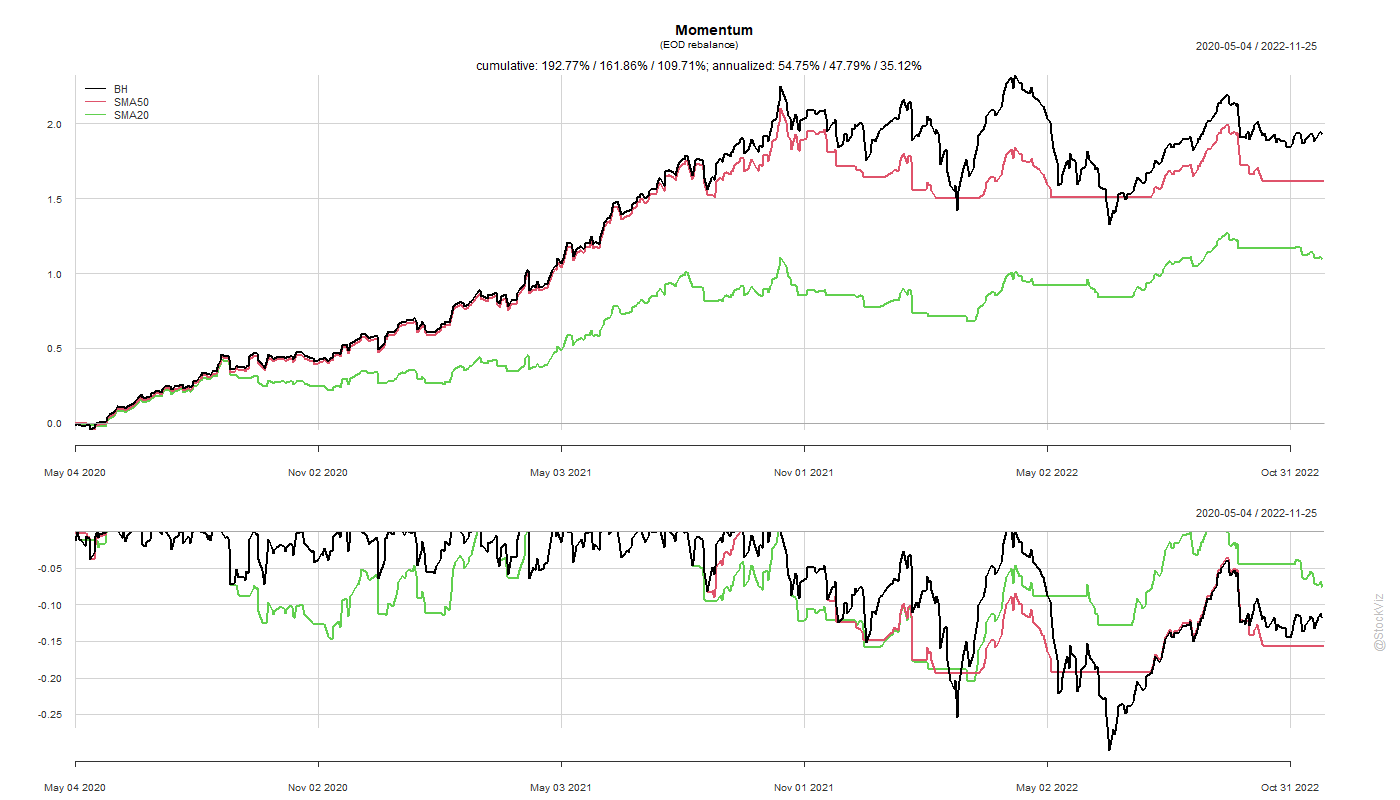 Momentum
(EOD rebalance)
2020-05-04 / 2022-11-25
cumulative: 192.77% / 161.86% / 109.71%; annualized: 54.75% / 47.79% / 35.12%
BH
SMA50
SMA20
2.0
1.5
1.0
0.5
0.0
May 04 2020 Nov 02 2020 May 03 2021 Nov 01 2021 May 02 2022 Oct 31 2022
2020-05-04 / 2022-11-25
-0.05
-0.10
-0.15
-0.20
-0.25
May 04 2020 Nov 02 2020 May 03 2021 Nov 01 2021 May 02 2022 Oct 31 2022
@StockViz